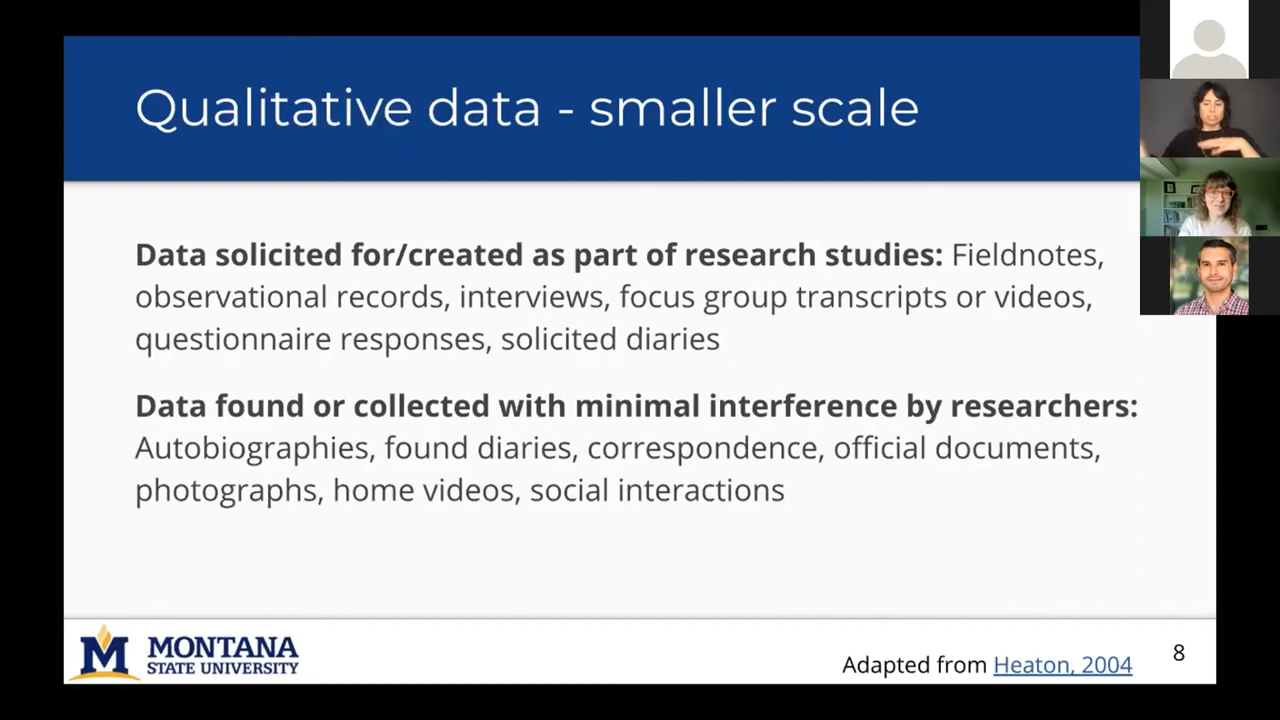 Qualitative data - smaller scale
Data solicited for/created as part of research studies: Fieldnotes,
observational records, interviews, focus group transcripts or videos,
questionnaire responses, solicited diaries
Data found or collected with minimal interference by researchers:
Autobiographies, found diaries, correspondence, official documents,
photographs, home videos, social interactions
M MONTANA
STATE UNIVERSITY
Adapted from Heaton, 2004
8